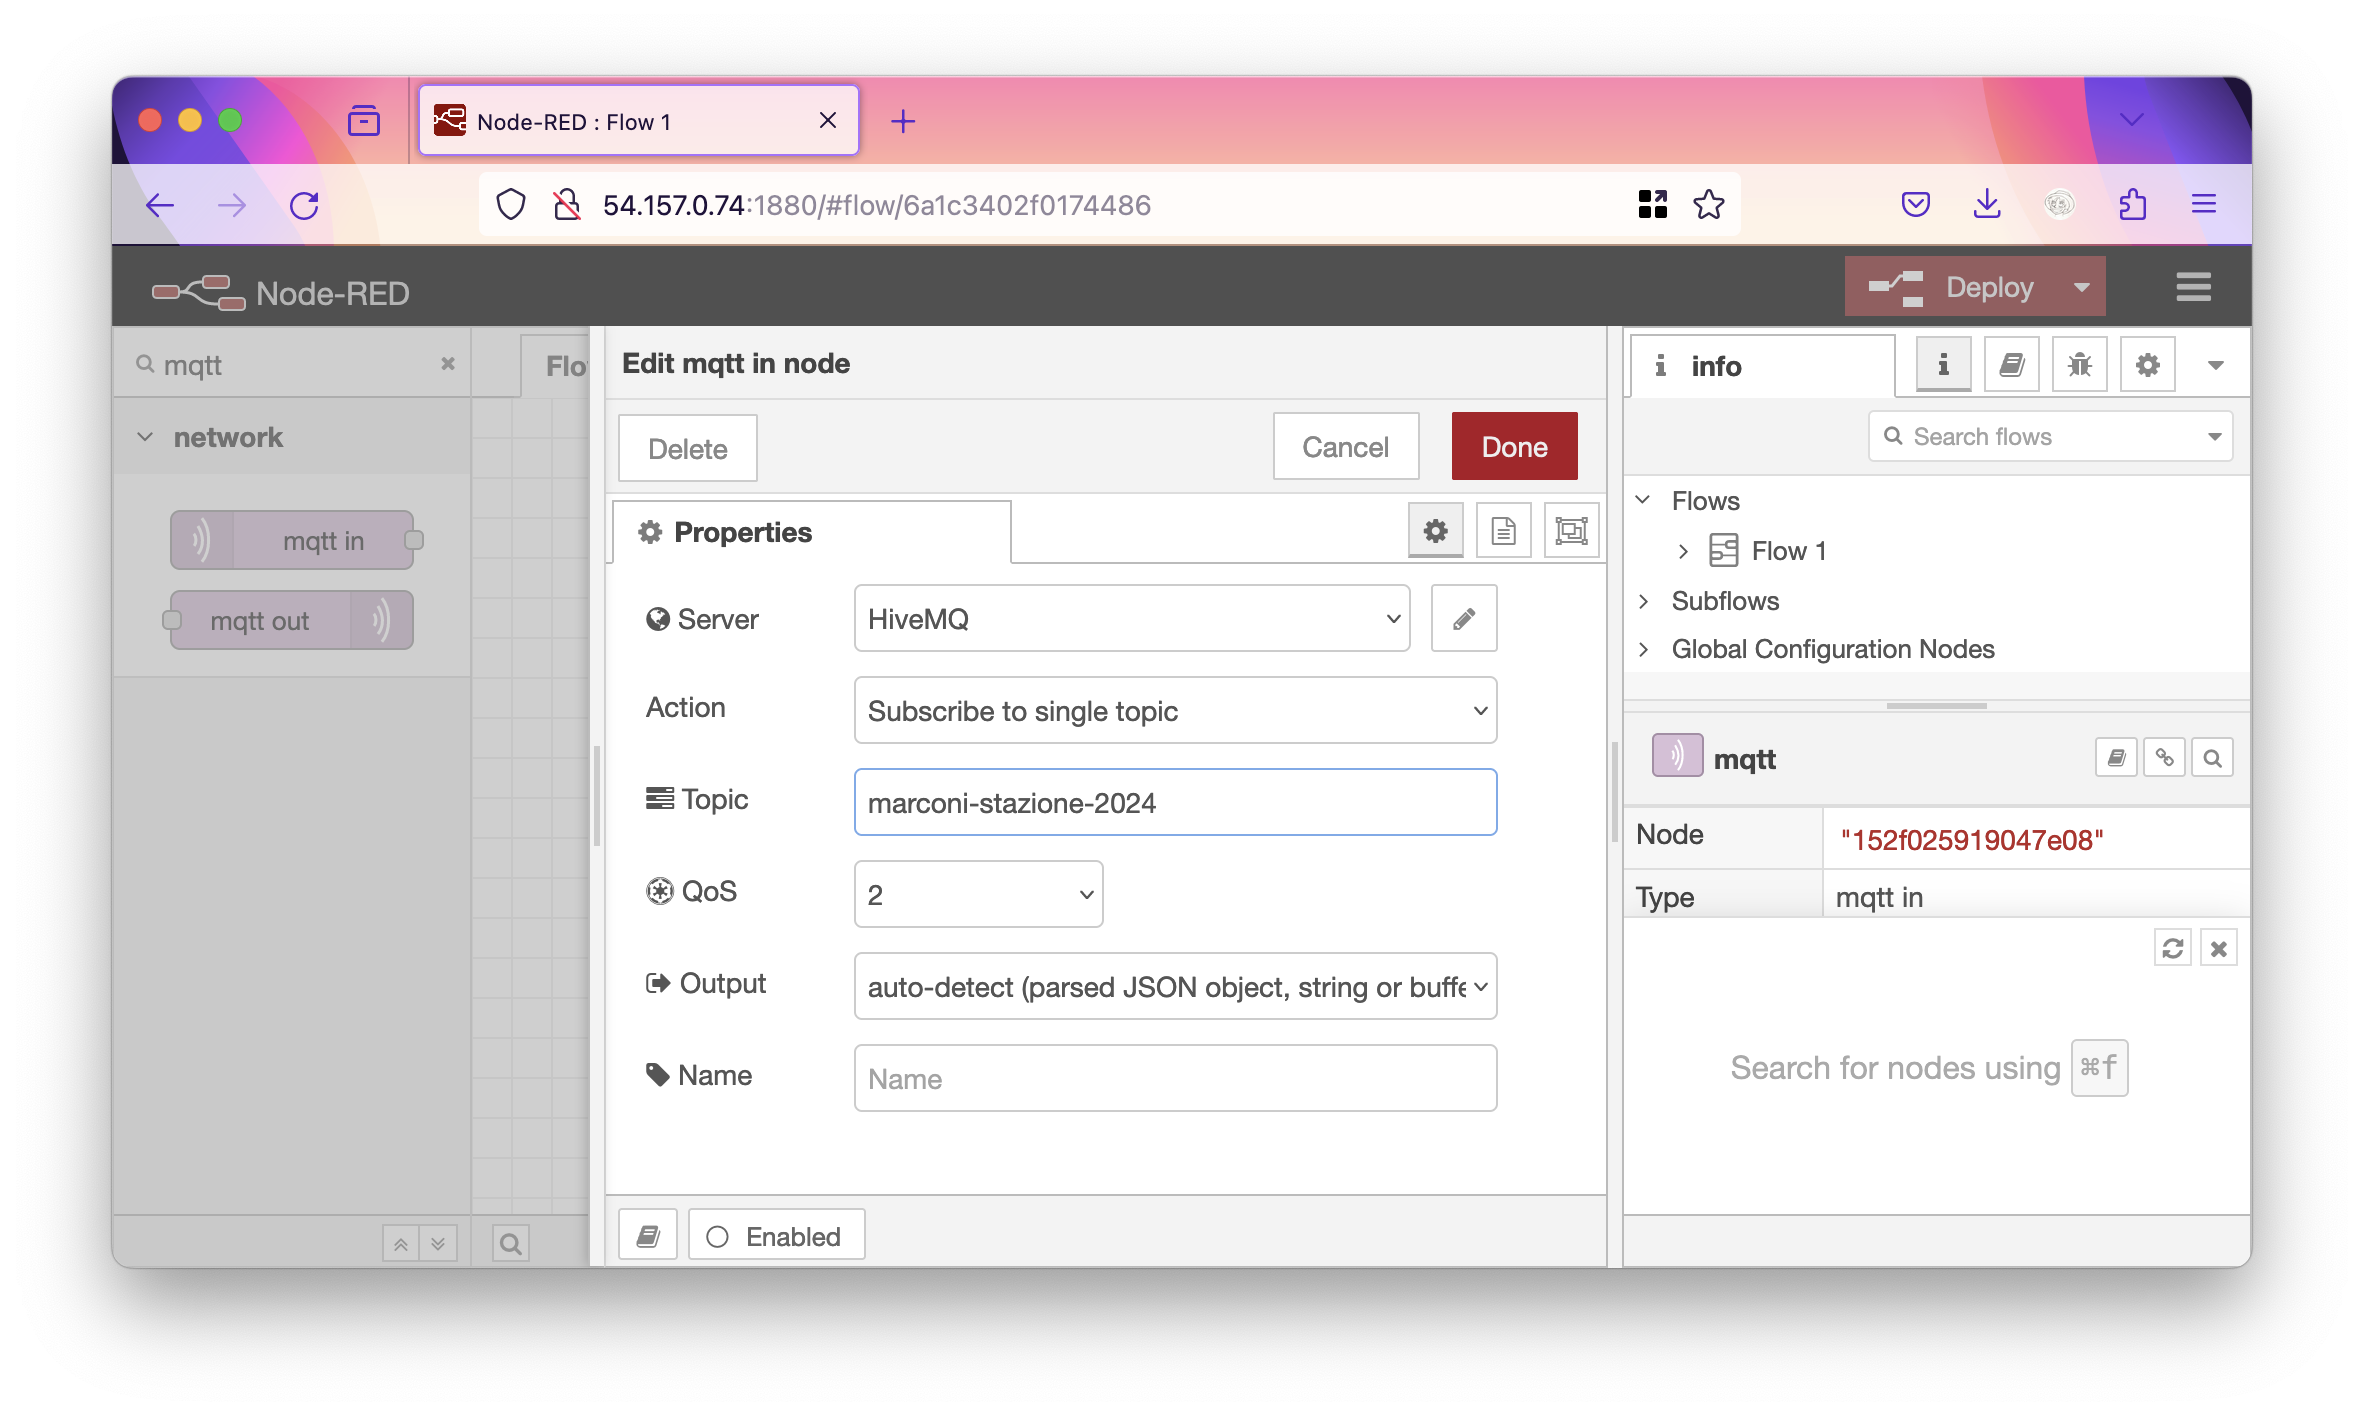 Node-RED : Flow 1
54.157.0.74:1880/#flow/6a1c3402f0174486
Node-RED
Deploy
mqtt
network
mqtt in
mqtt out
Flo
Edit mqtt in node
Delete
Cancel
Done
Properties
Server
HiveMQ
Action
Subscribe to single topic
Topic
marconi-stazione-2024
QoS
2
Output
auto-detect (parsed JSON object, string or buffe
Name
Name
Enabled
i info
i
Search flows
Flows
Flow 1
Subflows
Global Configuration Nodes
mqtt
Node
"152f025919047e08"
Type
mqtt in
Search for nodes using ⌘f